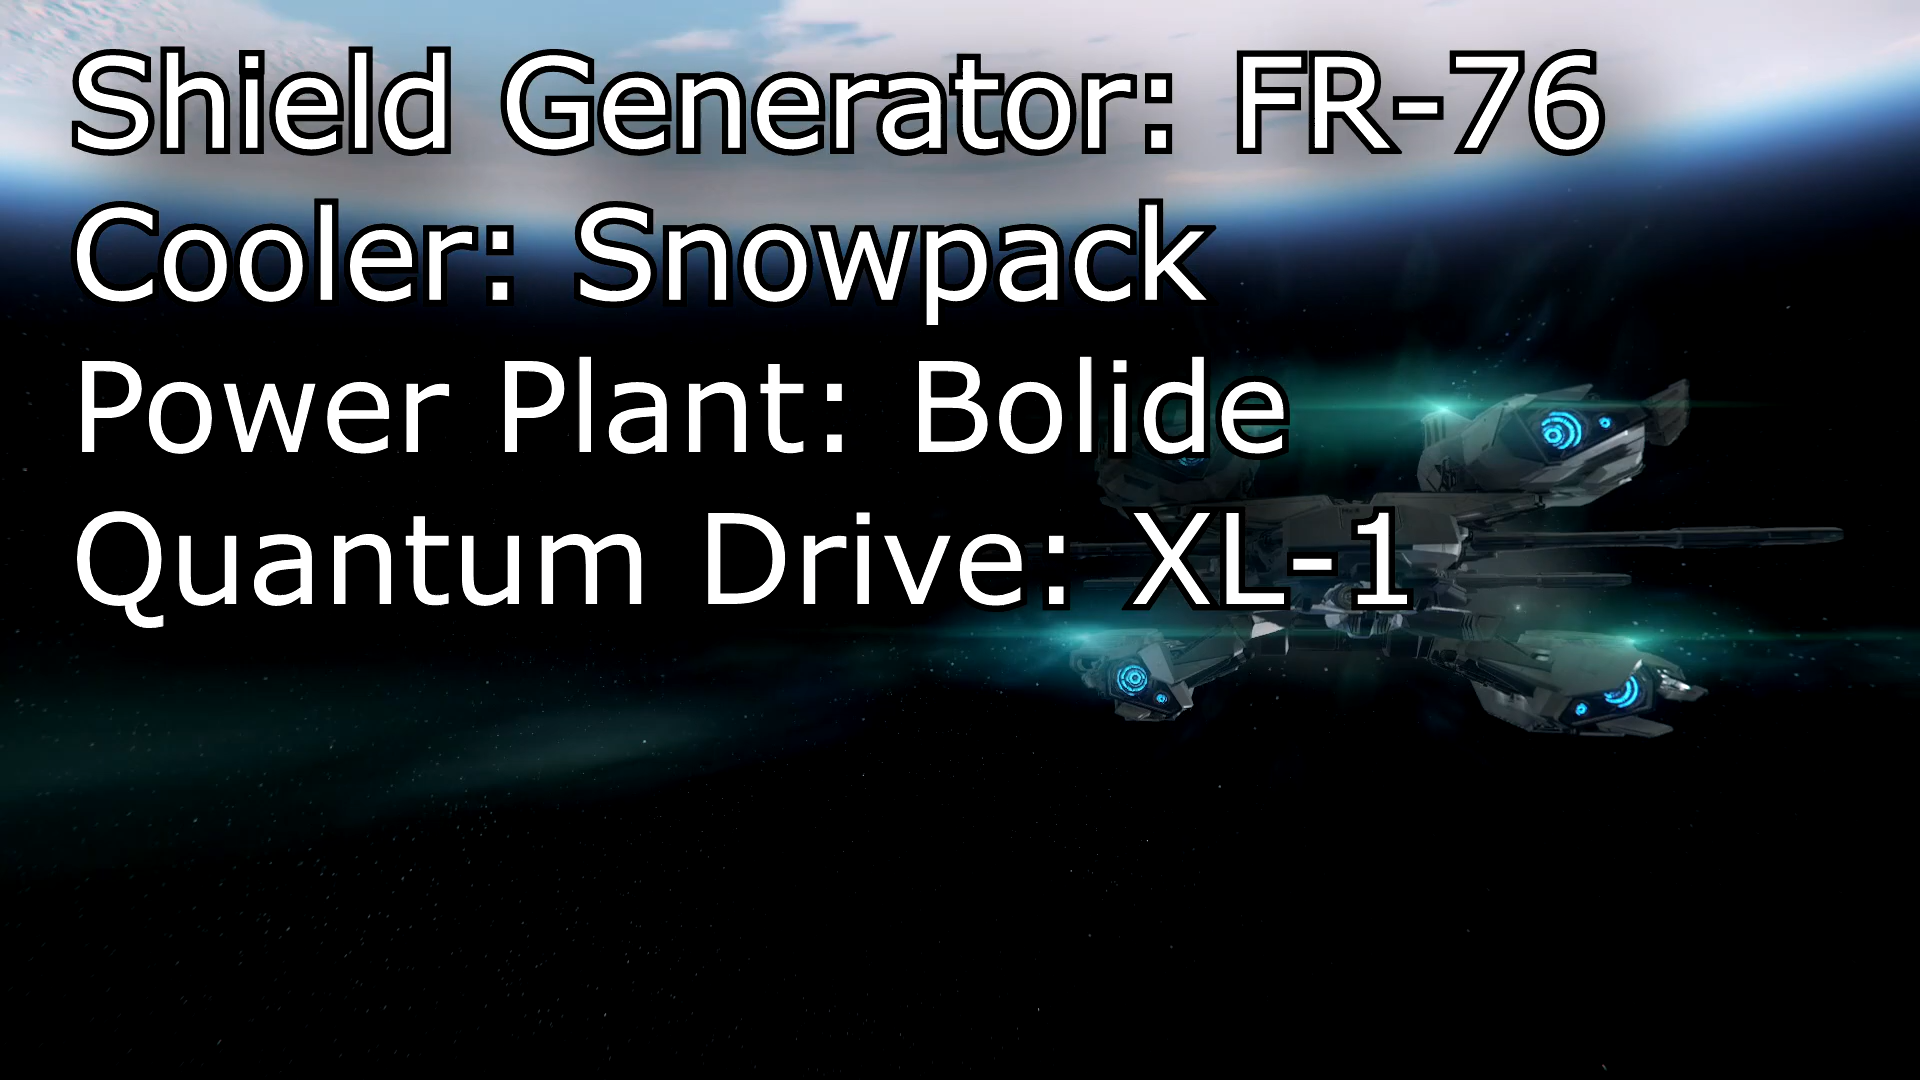 Shield Generator: FR-76
Cooler: Snowpack
Power Plant: Bolide
Quantum Drive: XL-1